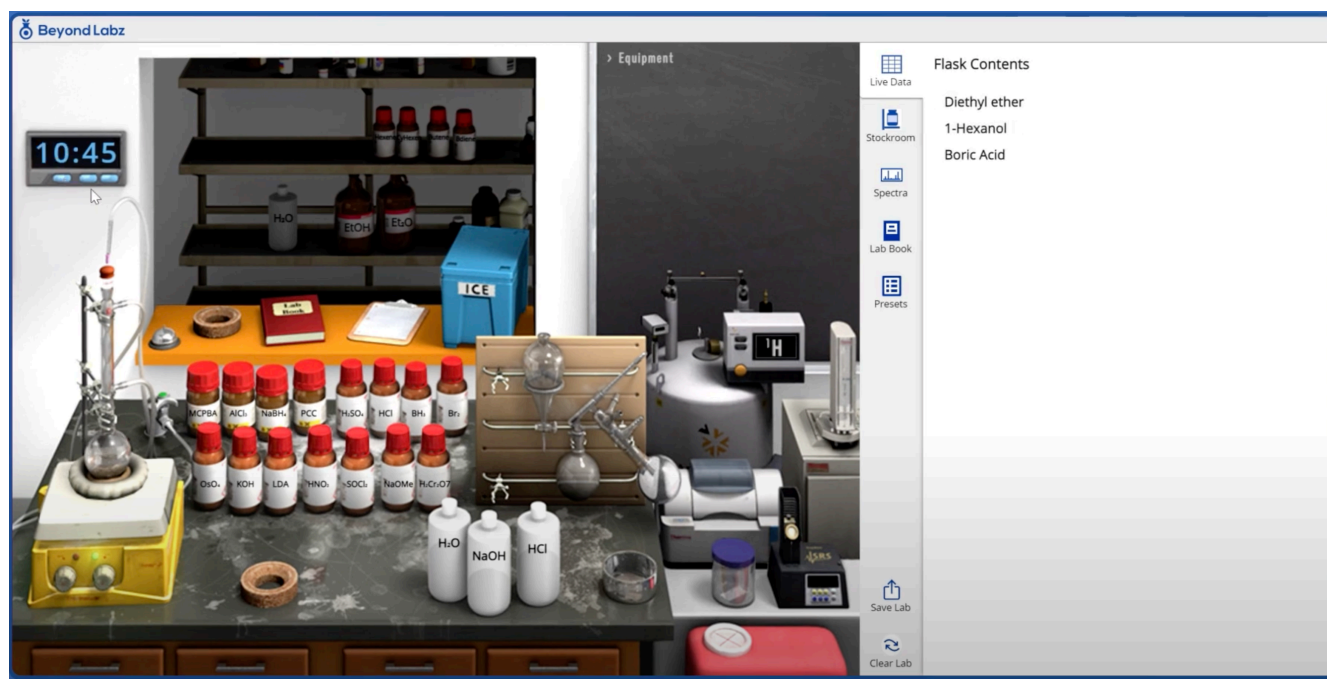 Beyond Labz
> Equipment
10:45
H₂O
EtOH
Et₂O
ICE
Lab
Book
¹H
MCPBA
AlCl₃
NaBH₄
PCC
H₂SO₄
HCl
BH₃
Br₂
OsO₄
KOH
LDA
HNO₃
SOCl₂
NaOMe
H₂Cr₂O7
H₂O
NaOH
HCl
SRS
Live Data
Stockroom
Spectra
Lab Book
Presets
Save Lab
Clear Lab
Flask Contents
Diethyl ether
1-Hexanol
Boric Acid